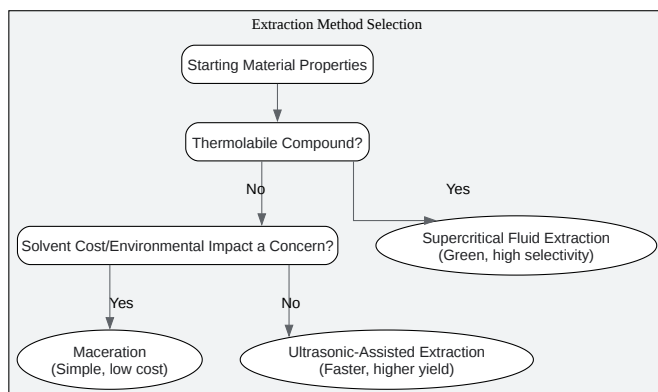 Extraction Method Selection
Starting Material Properties
Thermolabile Compound?
No
Yes
Solvent Cost/Environmental Impact a Concern?
Supercritical Fluid Extraction
(Green, high selectivity)
Yes
No
Maceration
(Simple, low cost)
Ultrasonic-Assisted Extraction
(Faster, higher yield)